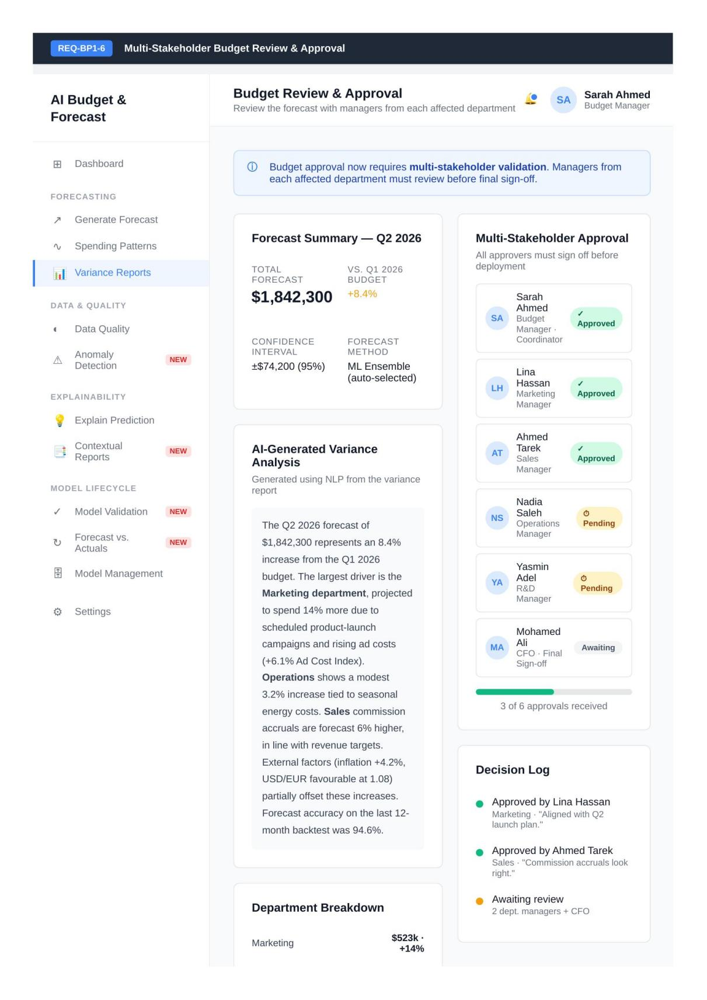 REQ-BP1-6 Multi-Stakeholder Budget Review & Approval
AI Budget &
Forecast
Dashboard
FORECASTING
Generate Forecast
Spending Patterns
Variance Reports
DATA & QUALITY
Data Quality
Anomaly
Detection
NEW
EXPLAINABILITY
Explain Prediction
Contextual
Reports
NEW
MODEL LIFECYCLE
Model Validation NEW
Forecast vs.
Actuals
NEW
Model Management
Settings
Budget Review & Approval
Review the forecast with managers from each affected department
SA
Sarah Ahmed
Budget Manager
Budget approval now requires multi-stakeholder validation. Managers from
each affected department must review before final sign-off.
Forecast Summary — Q2 2026
TOTAL
FORECAST
$1,842,300
VS. Q1 2026
BUDGET
+8.4%
CONFIDENCE
INTERVAL
±$74,200 (95%)
FORECAST
METHOD
ML Ensemble
(auto-selected)
AI-Generated Variance
Analysis
Generated using NLP from the variance
report
The Q2 2026 forecast of
$1,842,300 represents an 8.4%
increase from the Q1 2026
budget. The largest driver is the
Marketing department, projected
to spend 14% more due to
scheduled product-launch
campaigns and rising ad costs
(+6.1% Ad Cost Index).
Operations shows a modest
3.2% increase tied to seasonal
energy costs. Sales commission
accruals are forecast 6% higher,
in line with revenue targets.
External factors (inflation +4.2%,
USD/EUR favourable at 1.08)
partially offset these increases.
Forecast accuracy on the last 12-
month backtest was 94.6%.
Department Breakdown
Marketing
$523k ·
+14%
Multi-Stakeholder Approval
All approvers must sign off before
deployment
SA
Sarah
Ahmed
Budget
Manager ·
Coordinator
✓
Approved
LH
Lina
Hassan
Marketing
Manager
✓
Approved
AT
Ahmed
Tarek
Sales
Manager
✓
Approved
NS
Nadia
Saleh
Operations
Manager
⏱
Pending
YA
Yasmin
Adel
R&D
Manager
⏱
Pending
MA
Mohamed
Ali
CFO · Final
Sign-off
Awaiting
3 of 6 approvals received
Decision Log
Approved by Lina Hassan
Marketing · "Aligned with Q2
launch plan."
Approved by Ahmed Tarek
Sales · "Commission accruals look
right."
Awaiting review
2 dept. managers + CFO